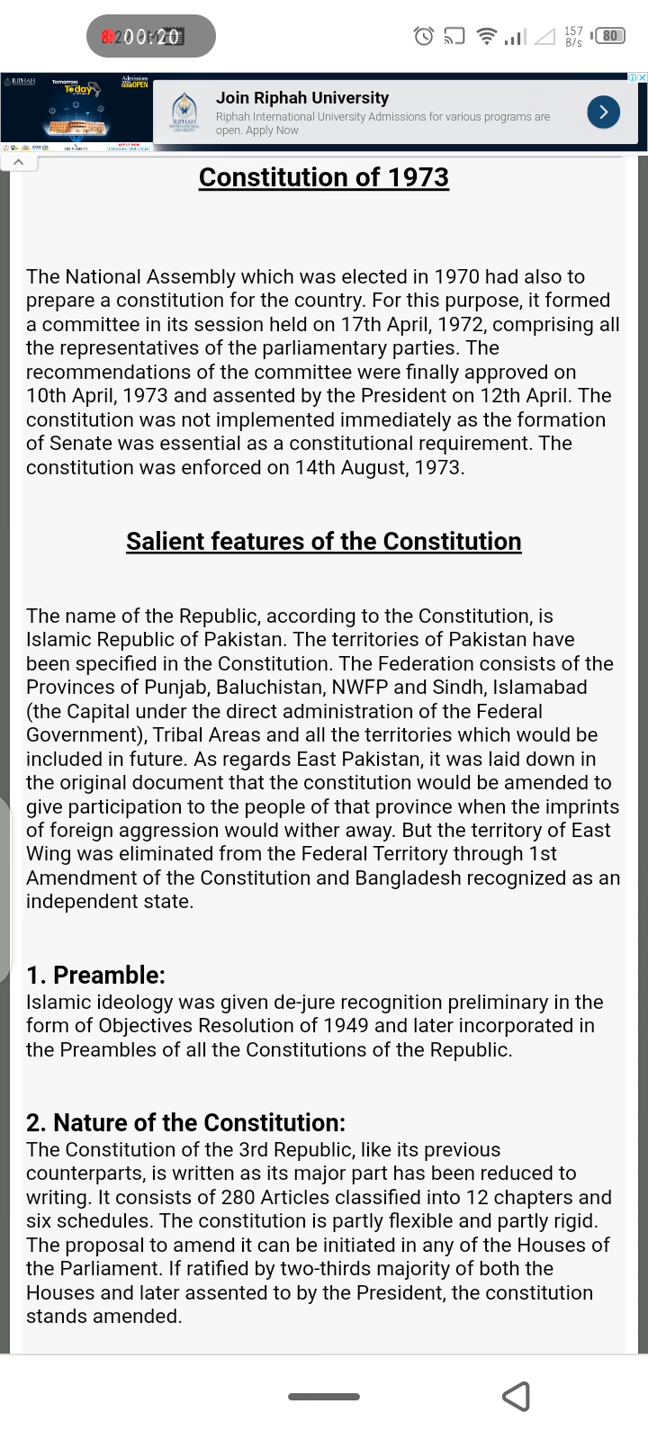 00:20
157
B/s
80
RIPHAH
Tomorrow
Today
Admissions
OPEN
Join Riphah University
Riphah International University Admissions for various programs are
open. Apply Now
RIPHAH
Constitution of 1973
The National Assembly which was elected in 1970 had also to
prepare a constitution for the country. For this purpose, it formed
a committee in its session held on 17th April, 1972, comprising all
the representatives of the parliamentary parties. The
recommendations of the committee were finally approved on
10th April, 1973 and assented by the President on 12th April. The
constitution was not implemented immediately as the formation
of Senate was essential as a constitutional requirement. The
constitution was enforced on 14th August, 1973.
Salient features of the Constitution
The name of the Republic, according to the Constitution, is
Islamic Republic of Pakistan. The territories of Pakistan have
been specified in the Constitution. The Federation consists of the
Provinces of Punjab, Baluchistan, NWFP and Sindh, Islamabad
(the Capital under the direct administration of the Federal
Government), Tribal Areas and all the territories which would be
included in future. As regards East Pakistan, it was laid down in
the original document that the constitution would be amended to
give participation to the people of that province when the imprints
of foreign aggression would wither away. But the territory of East
Wing was eliminated from the Federal Territory through 1st
Amendment of the Constitution and Bangladesh recognized as an
independent state.
1. Preamble:
Islamic ideology was given de-jure recognition preliminary in the
form of Objectives Resolution of 1949 and later incorporated in
the Preambles of all the Constitutions of the Republic.
2. Nature of the Constitution:
The Constitution of the 3rd Republic, like its previous
counterparts, is written as its major part has been reduced to
writing. It consists of 280 Articles classified into 12 chapters and
six schedules. The constitution is partly flexible and partly rigid.
The proposal to amend it can be initiated in any of the Houses of
the Parliament. If ratified by two-thirds majority of both the
Houses and later assented to by the President, the constitution
stands amended.